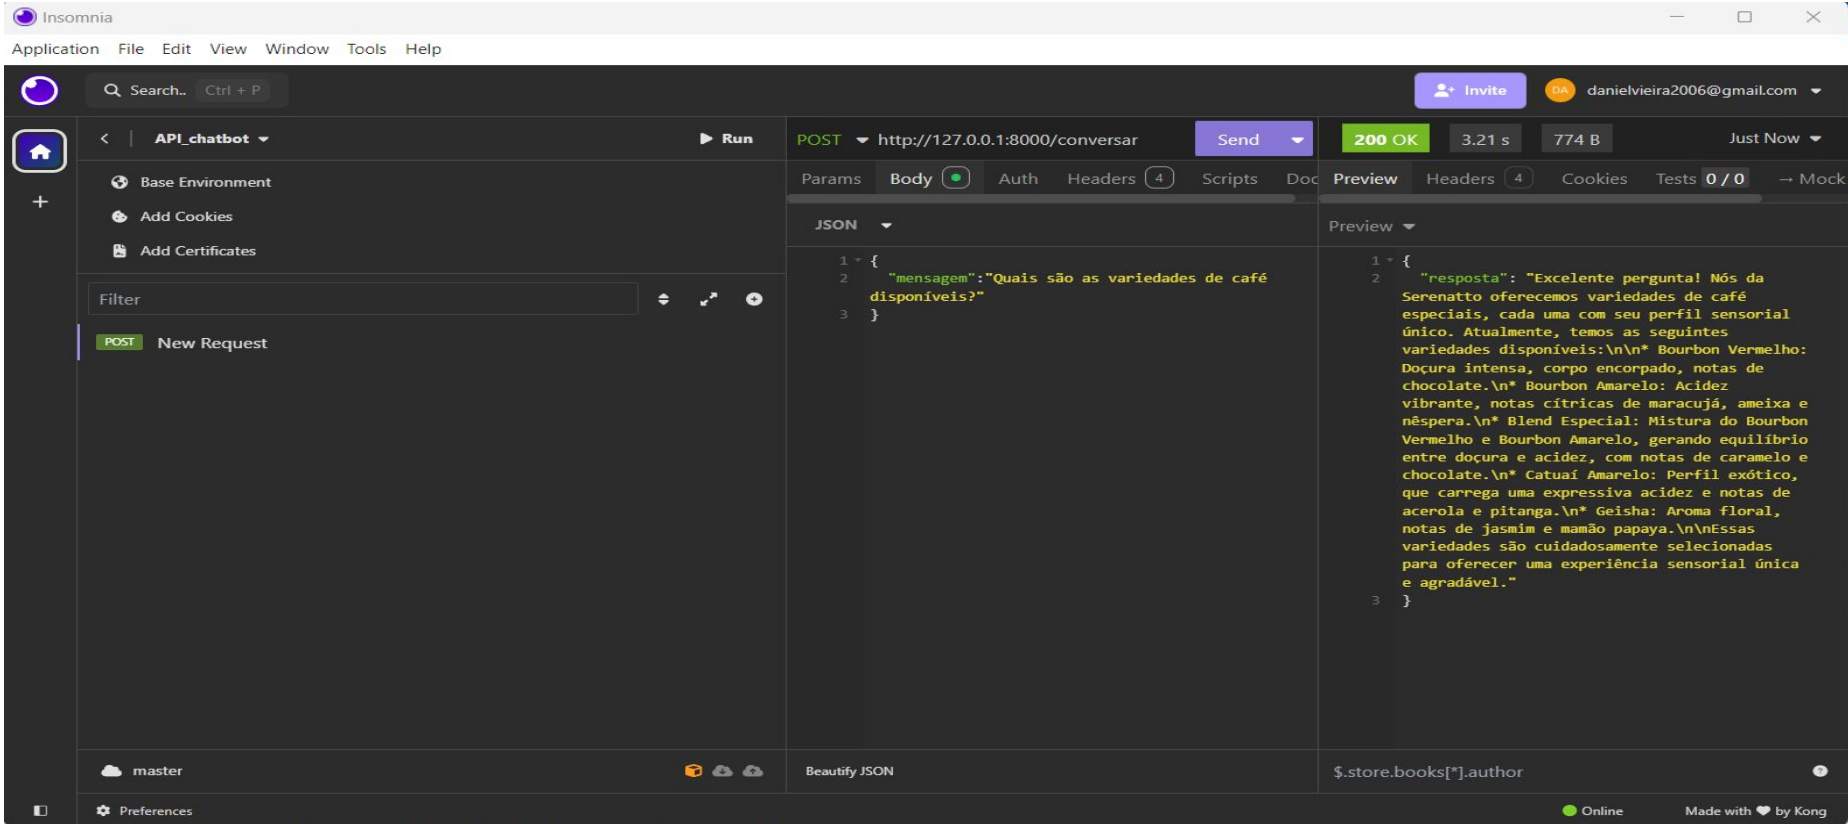 Insomnia
Application File Edit View Window Tools Help
Search.. Ctrl + P
Invite
DA
danielvieira2006@gmail.com
API_chatbot
Run
Base Environment
Add Cookies
Add Certificates
Filter
POST New Request
master
Preferences
POST http://127.0.0.1:8000/conversar Send
Params Body Auth Headers 4 Scripts Doc
JSON
1 {
2 "mensagem":"Quais são as variedades de café
disponíveis?"
3 }
Beautify JSON
200 OK 3.21 s 774 B Just Now
Preview Headers 4 Cookies Tests 0 / 0 → Mock
Preview
1 {
2 "resposta": "Excelente pergunta! Nós da
Serenatto oferecemos variedades de café
especiais, cada uma com seu perfil sensorial
único. Atualmente, temos as seguintes
variedades disponíveis:\n\n* Bourbon Vermelho:
Doçura intensa, corpo encorpado, notas de
chocolate.\n* Bourbon Amarelo: Acidez
vibrante, notas cítricas de maracujá, ameixa e
nêspera.\n* Blend Especial: Mistura do Bourbon
Vermelho e Bourbon Amarelo, gerando equilíbrio
entre doçura e acidez, com notas de caramelo e
chocolate.\n* Catuaí Amarelo: Perfil exótico,
que carrega uma expressiva acidez e notas de
acerola e pitanga.\n* Geisha: Aroma floral,
notas de jasmim e mamão papaya.\n\nEssas
variedades são cuidadosamente selecionadas
para oferecer uma experiência sensorial única
e agradável."
3 }
$.store.books[*].author
Online
Made with ♥ by Kong